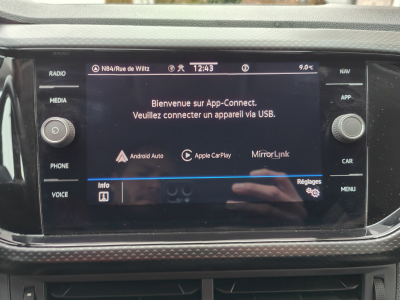 RADIO
MEDIA
PHONE
VOICE
N84/Rue de Wiltz 12:43 9.0°C
Bienvenue sur App-Connect.
Veuillez connecter un appareil via USB.
Android Auto Apple CarPlay MirrorLink
Info Réglages
NAV
APP
CAR
MENU